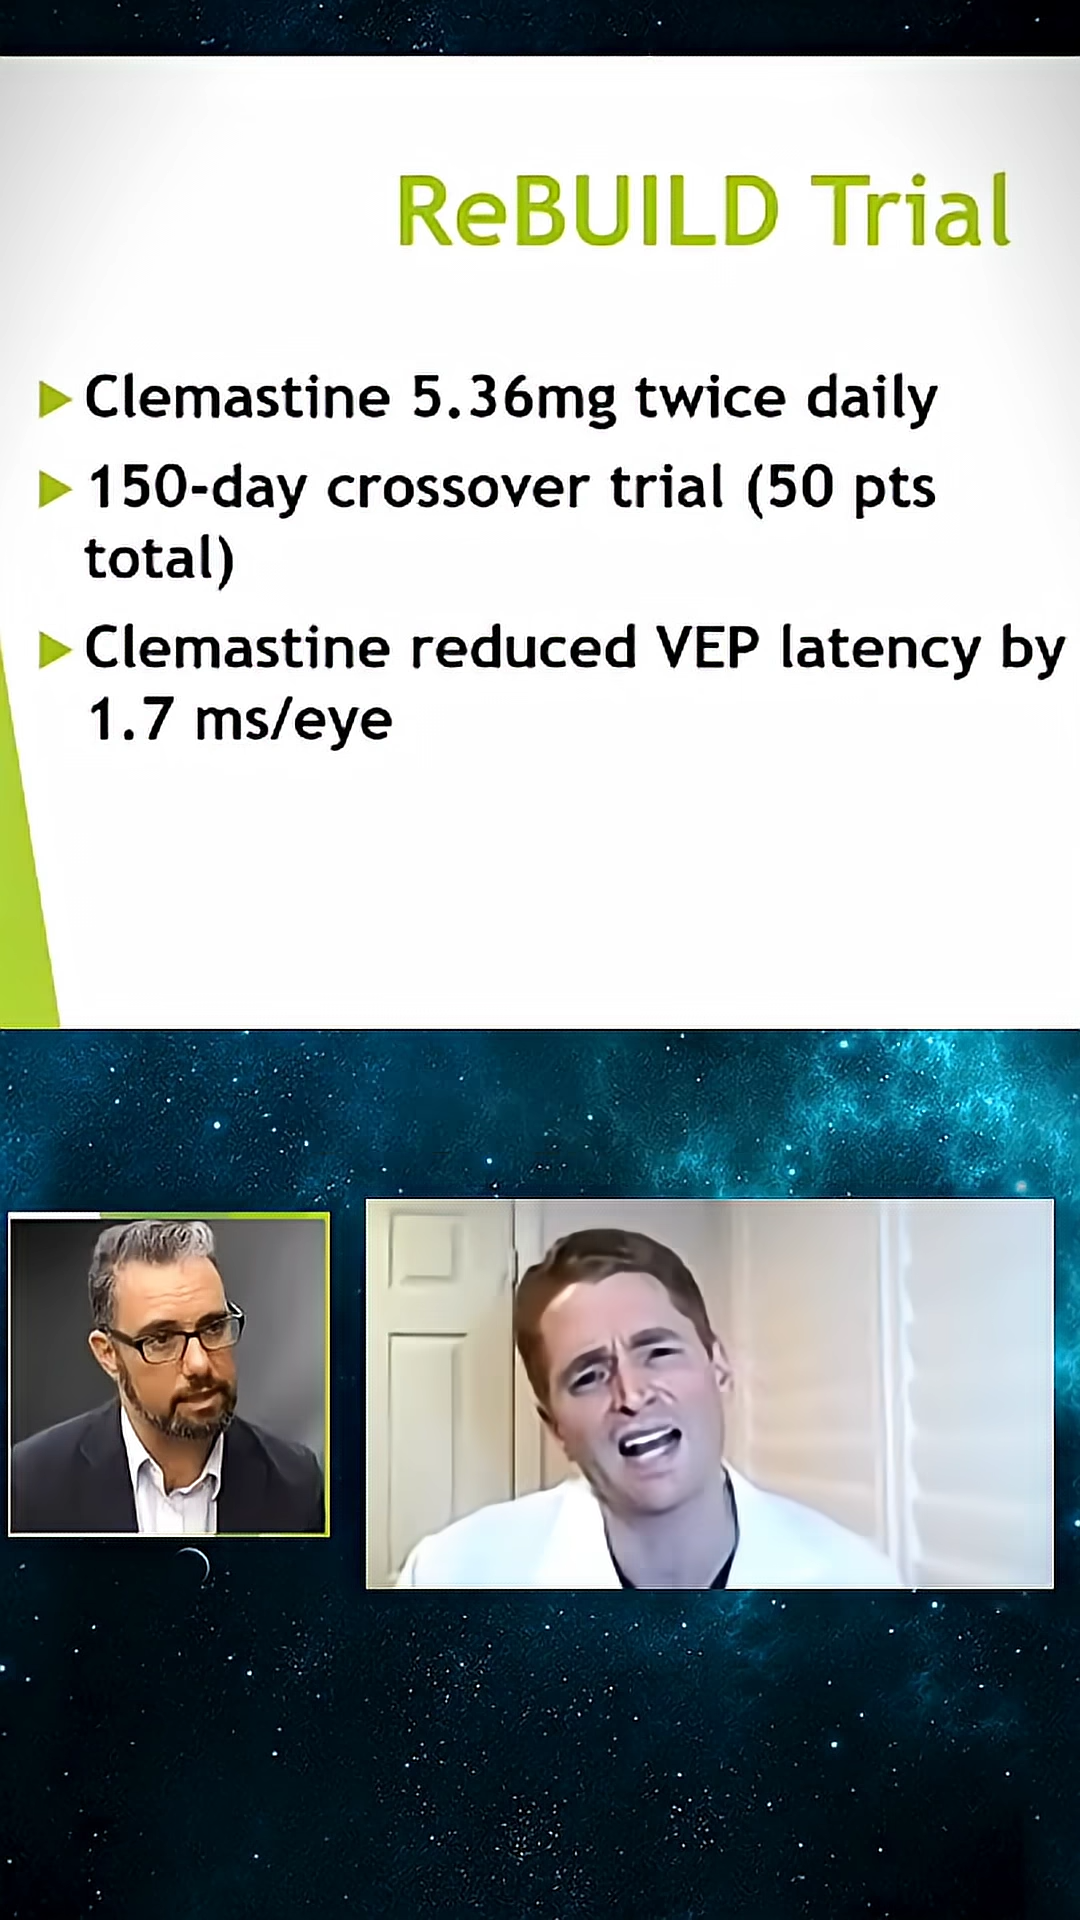 ReBUILD Trial
Clemastine 5.36mg twice daily
150-day crossover trial (50 pts
total)
Clemastine reduced VEP latency by
1.7 ms/eye